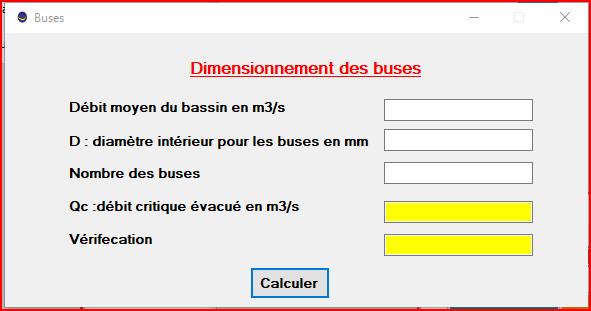 Buses
Dimensionnement des buses
Débit moyen du bassin en m3/s
D : diamètre intérieur pour les buses en mm
Nombre des buses
Qc :débit critique évacué en m3/s
Vérifecation
Calculer